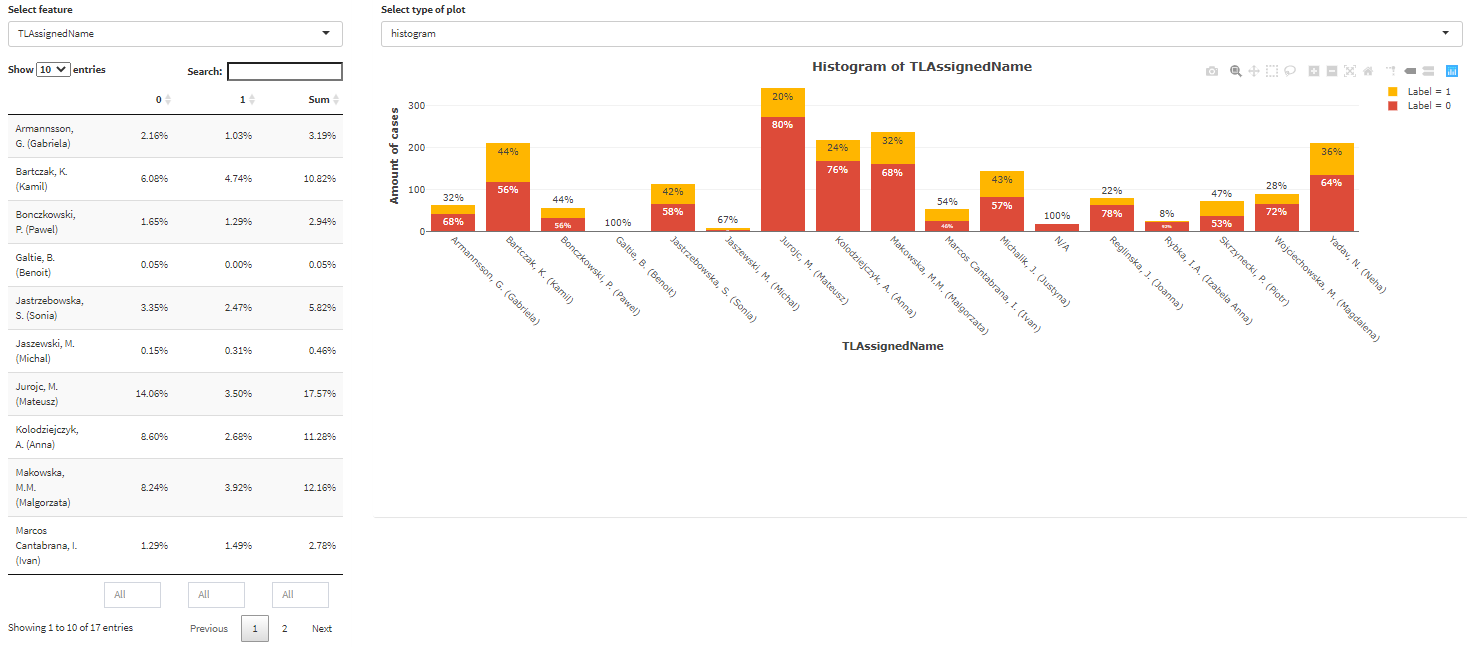 Select feature
TLAssignedName
Show 10 entries
Search:
0 1 Sum
Armannsson,
G. (Gabriela) 2.16% 1.03% 3.19%
Bartczak, K.
(Kamil) 6.08% 4.74% 10.82%
Bonczkowski,
P. (Pawel) 1.65% 1.29% 2.94%
Galtie, B.
(Benoit) 0.05% 0.00% 0.05%
Jastrzebowska,
S. (Sonia) 3.35% 2.47% 5.82%
Jaszewski, M.
(Michal) 0.15% 0.31% 0.46%
Jurojc, M.
(Mateusz) 14.06% 3.50% 17.57%
Kolodziejczyk,
A. (Anna) 8.60% 2.68% 11.28%
Makowska,
M.M.
(Malgorzata) 8.24% 3.92% 12.16%
Marcos
Cantabrana, I.
(Ivan) 1.29% 1.49% 2.78%
All All All
Showing 1 to 10 of 17 entries
Previous 1 2 Next
Select type of plot
histogram
Histogram of TLAssignedName
Label = 1
Label = 0
Amount of cases
300
200
100
0
32%
68%
44%
56%
44%
56%
100%
42%
58%
67%
20%
80%
24%
76%
32%
68%
54%
46%
43%
57%
100%
22%
78%
8%
92%
47%
53%
28%
72%
36%
64%
Armannsson, G. (Gabriela)
Bartczak, K. (Kamil)
Bonczkowski, P. (Pawel)
Galtie, B. (Benoit)
Jastrzebowska, S. (Sonia)
Jaszewski, M. (Michal)
Jurojc, M. (Mateusz)
Kolodziejczyk, A. (Anna)
Makowska, M.M. (Malgorzata)
Marcos Cantabrana, I. (Ivan)
Michalik, J. (Justyna)
N/A
Reglinska, J. (Joanna)
Rybka, I.A. (Izabela Anna)
Skrzynecki, P. (Piotr)
Wojciechowska, M. (Magdalena)
Yadav, N. (Neha)
TLAssignedName